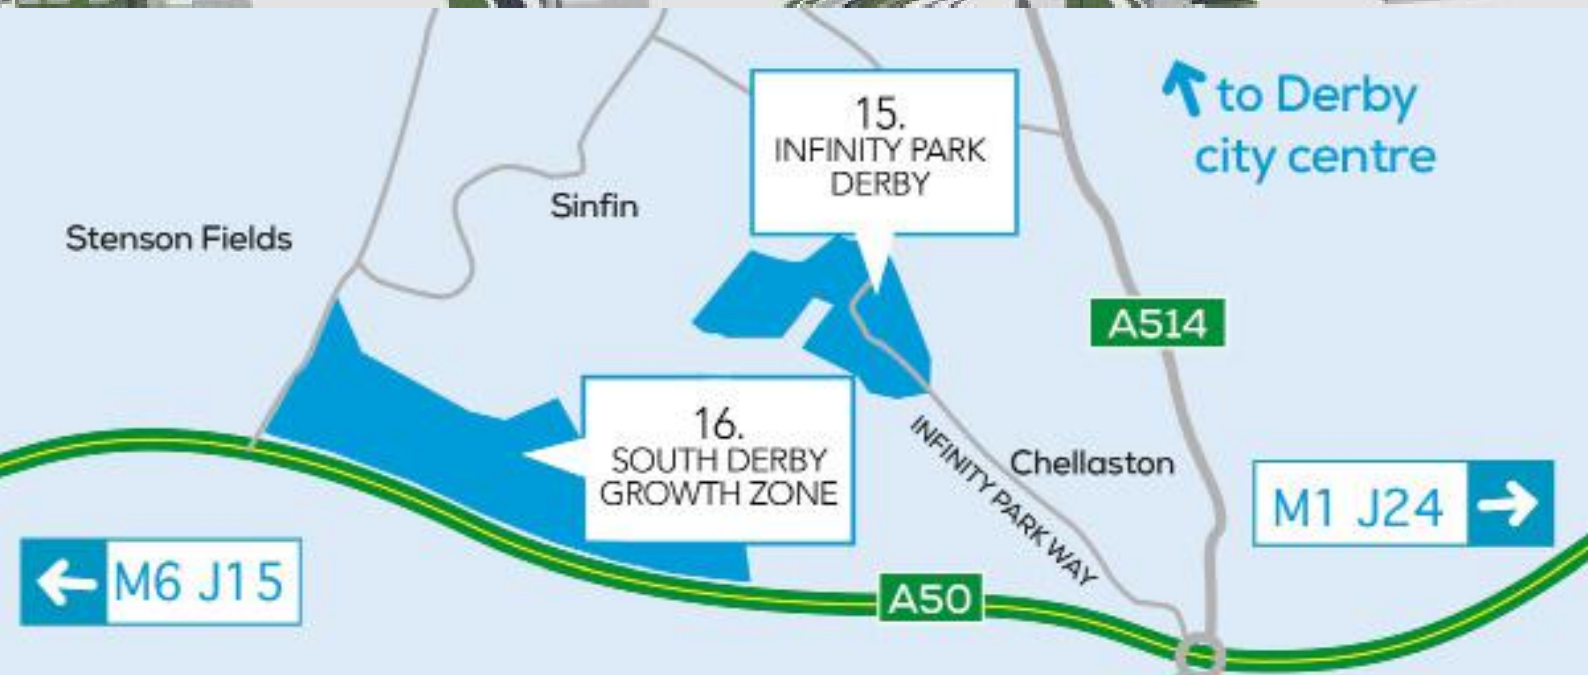 to Derby
city centre
15.
INFINITY PARK
DERBY
Sinfin
Stenson Fields
A514
16.
SOUTH DERBY
GROWTH ZONE
INFINITY PARK WAY
Chellaston
M1 J24
M6 J15
A50